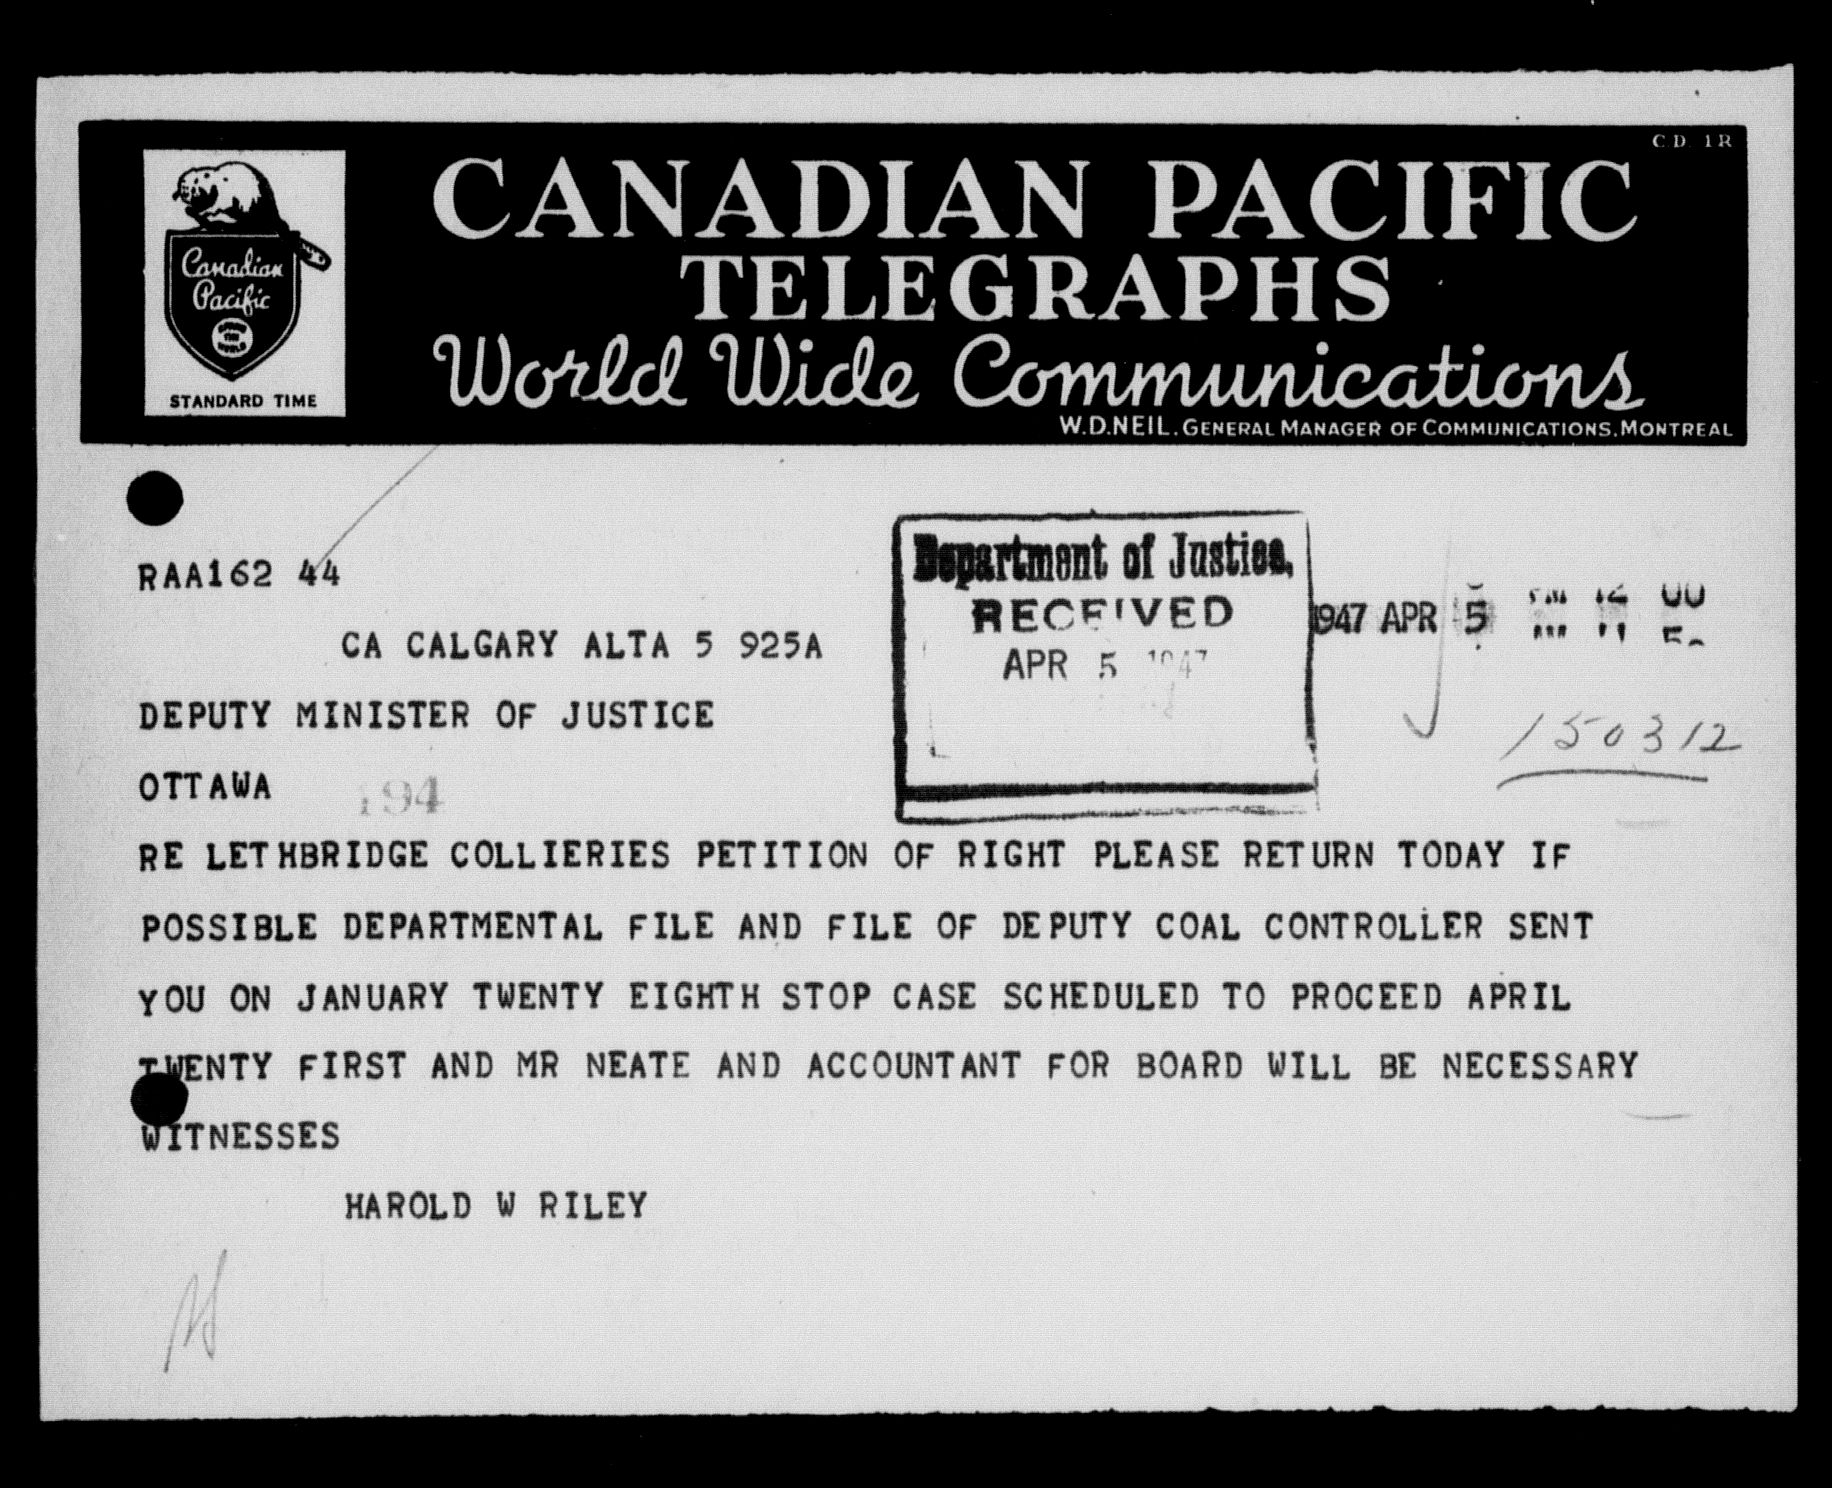 C.D. 1R
CANADIAN PACIFIC
TELEGRAPHS
World Wide Communications
W.D.NEIL. GENERAL MANAGER OF COMMUNICATIONS, MONTREAL
Canadian
Pacific
STANDARD TIME
RAA162 44
Department of Justice,
RECEIVED
APR 5 1947
1947 APR 5
CA CALGARY ALTA 5 925A
DEPUTY MINISTER OF JUSTICE
150312
OTTAWA
194
RE LETHBRIDGE COLLIERIES PETITION OF RIGHT PLEASE RETURN TODAY IF
POSSIBLE DEPARTMENTAL FILE AND FILE OF DEPUTY COAL CONTROLLER SENT
YOU ON JANUARY TWENTY EIGHTH STOP CASE SCHEDULED TO PROCEED APRIL
TWENTY FIRST AND MR NEATE AND ACCOUNTANT FOR BOARD WILL BE NECESSARY
WITNESSES
HAROLD W RILEY